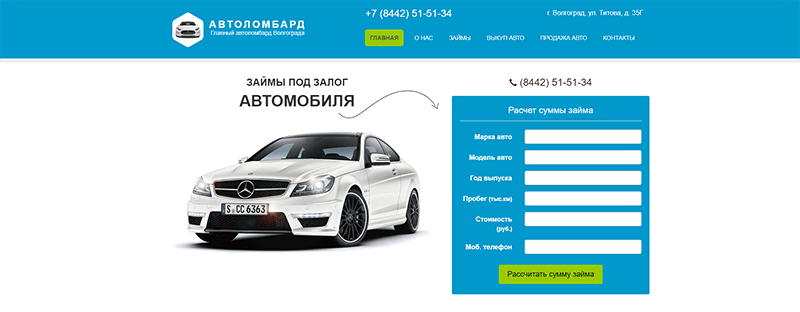 АВТОЛОМБАРД
Главный автоломбард Волгограда
+7 (8442) 51-51-34
г. Волгоград, ул. Титова, д. 35Г
ГЛАВНАЯ
О НАС
ЗАЙМЫ
ВЫКУП АВТО
ПРОДАЖА АВТО
КОНТАКТЫ
ЗАЙМЫ ПОД ЗАЛОГ
АВТОМОБИЛЯ
(8442) 51-51-34
Расчет суммы займа
Марка авто
Модель авто
Год выпуска
Пробег (тыс.км)
Стоимость
(руб.)
Моб. телефон
Рассчитать сумму займа
S CC 6363